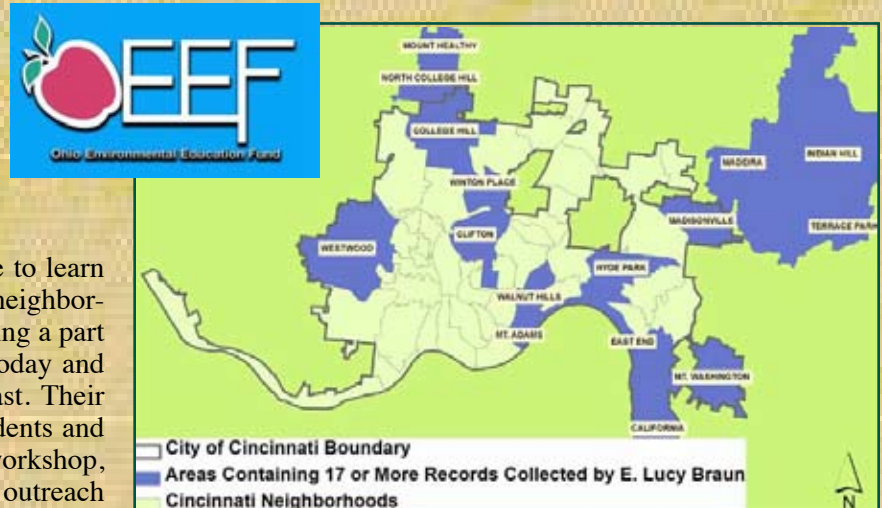 OEEF
Ohio Environmental Education Fund
e to learn
neighbor-
ng a part
oday and
ast. Their
dents and
workshop,
outreach
MOUNT HEALTHY
NORTH COLLEGE HILL
COLLEGE HILL
WINTON PLACE
MADEIRA
INDIAN HILL
MADISONVILLE
TERRACE PARK
WESTWOOD
CLIFTON
HYDE PARK
WALNUT HILLS
MT. ADAMS
EAST END
MT. WASHINGTON
CALIFORNIA
City of Cincinnati Boundary
Areas Containing 17 or More Records Collected by E. Lucy Braun
Cincinnati Neighborhoods
N